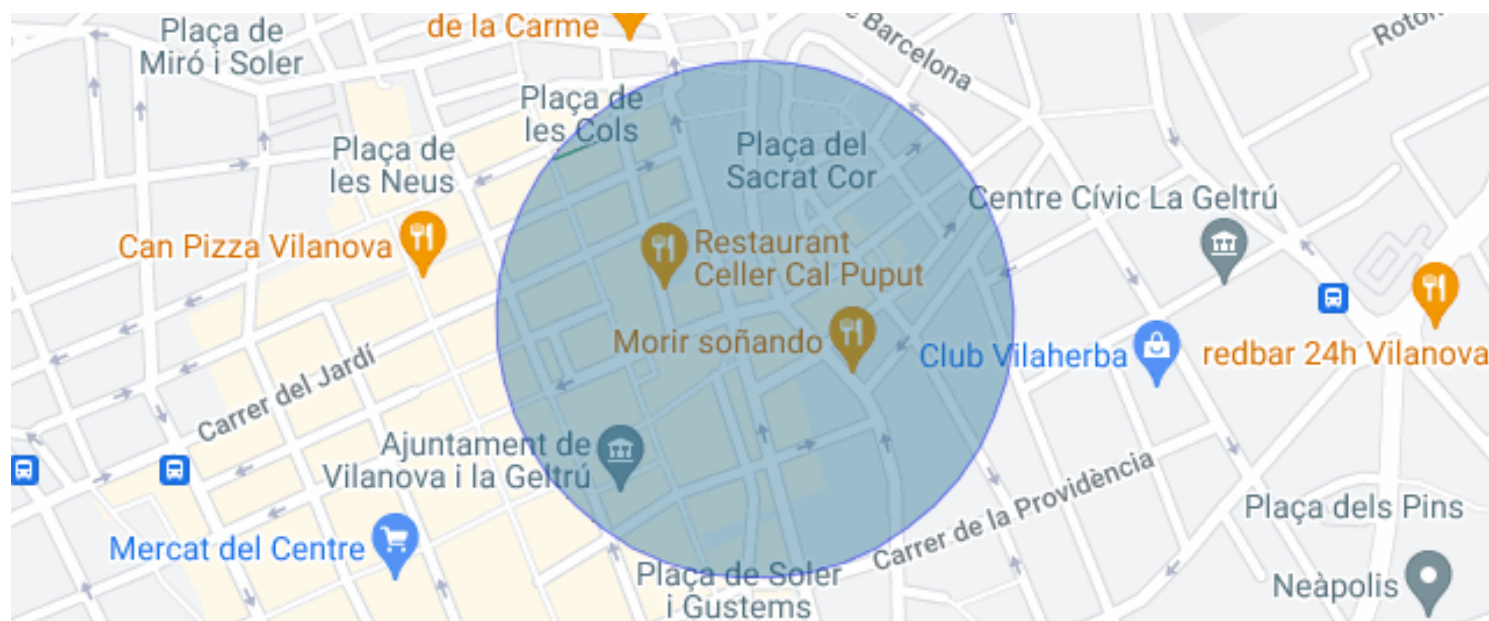 de la Carme
Plaça de
Miró i Soler
de Barcelona
Plaça de
les Cols
Plaça de
les Neus
Plaça del
Sacrat Cor
Centre Cívic La Geltrú
Can Pizza Vilanova
Restaurant
Celler Cal Puput
Morir soñando
Club Vilaherba
redbar 24h Vilanova
Carrer del Jardí
Ajuntament de
Vilanova i la Geltrú
Carrer de la Providència
Plaça dels Pins
Mercat del Centre
Plaça de Soler
i Gustems
Neàpolis